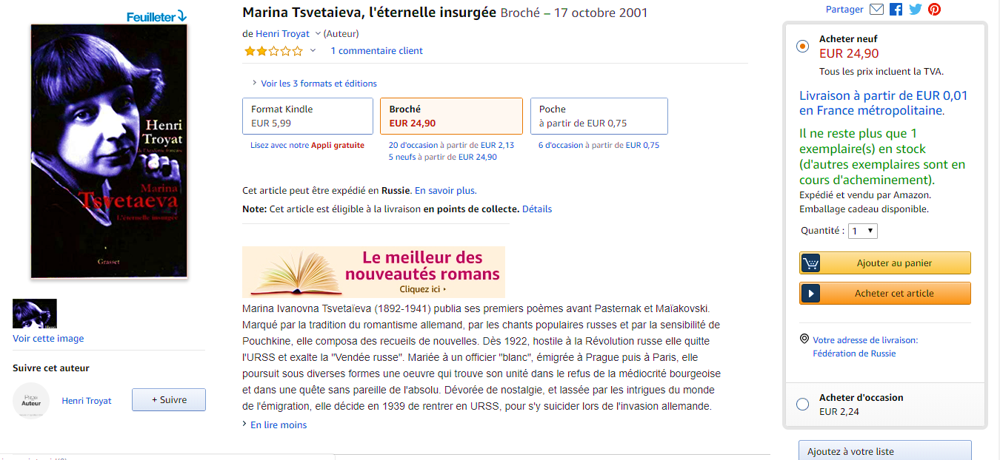 Feuilleter
Henri
Troyat
Marina
Tsvetaeva
L'éternelle insurgée
Grasset
Voir cette image
Suivre cet auteur
Auteur
Henri Troyat
+ Suivre
Marina Tsvetaieva, l'éternelle insurgée Broché – 17 octobre 2001
de Henri Troyat (Auteur)
1 commentaire client
Voir les 3 formats et éditions
Format Kindle
EUR 5,99
Lisez avec notre Appli gratuite
Broché
EUR 24,90
20 d'occasion à partir de EUR 2,13
5 neufs à partir de EUR 24,90
Poche
à partir de EUR 0,75
6 d'occasion à partir de EUR 0,75
Cet article peut être expédié en Russie. En savoir plus.
Note: Cet article est éligible à la livraison en points de collecte. Détails
Le meilleur des
nouveautés romans
Cliquez ici
Marina Ivanovna Tsvetaïeva (1892-1941) publia ses premiers poèmes avant Pasternak et Maïakovski.
Marqué par la tradition du romantisme allemand, par les chants populaires russes et par la sensibilité de
Pouchkine, elle composa des recueils de nouvelles. Dès 1922, hostile à la Révolution russe elle quitte
l'URSS et exalte la "Vendée russe". Mariée à un officier "blanc", émigrée à Prague puis à Paris, elle
poursuit sous diverses formes une oeuvre qui trouve son unité dans le refus de la médiocrité bourgeoise
et dans une quête sans pareille de l'absolu. Dévorée de nostalgie, et lassée par les intrigues du monde
de l'émigration, elle décide en 1939 de rentrer en URSS, pour s'y suicider lors de l'invasion allemande.
En lire moins
Partager
Acheter neuf
EUR 24,90
Tous les prix incluent la TVA.
Livraison à partir de EUR 0,01
en France métropolitaine.
Il ne reste plus que 1
exemplaire(s) en stock
(d'autres exemplaires sont en
cours d'acheminement).
Expédié et vendu par Amazon.
Emballage cadeau disponible.
Quantité : 1
Ajouter au panier
Acheter cet article
Votre adresse de livraison:
Fédération de Russie
Acheter d'occasion
EUR 2,24
Ajoutez à votre liste